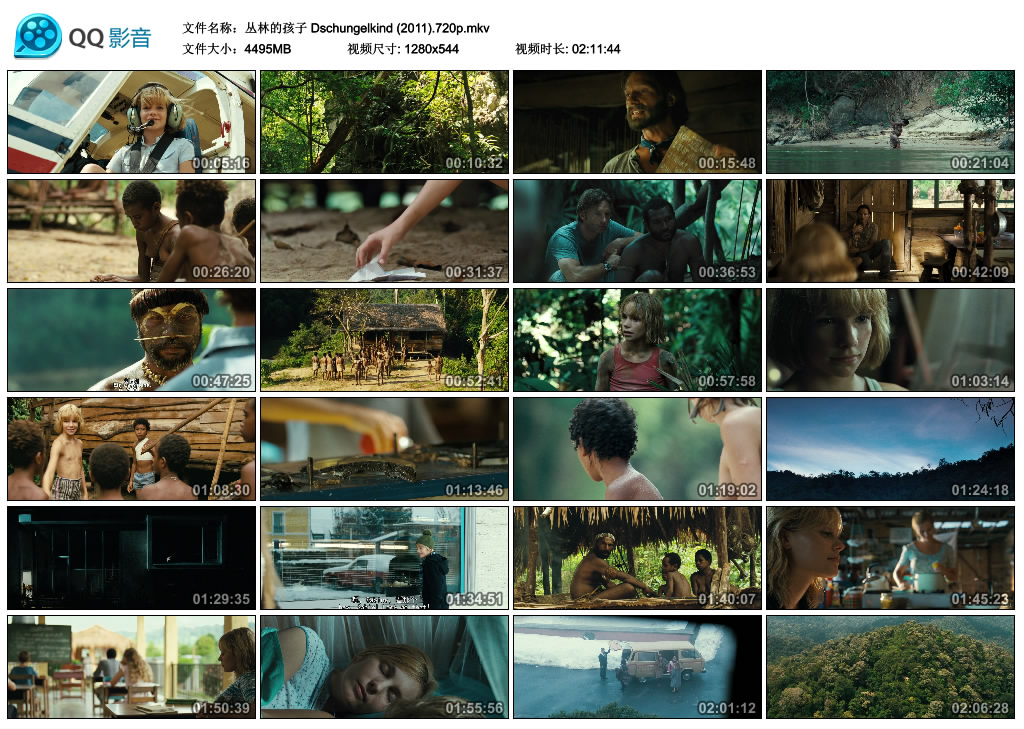 QQ影音
文件名称：丛林的孩子 Dschungelkind (2011).720p.mkv
文件大小：4495MB 视频尺寸: 1280x544 视频时长: 02:11:44
00:05:16 00:10:32 00:15:48 00:21:04
00:26:20 00:31:37 00:36:53 00:42:09
00:47:25 00:52:41 00:57:58 01:03:14
01:08:30 01:13:46 01:19:02 01:24:18
01:29:35 01:34:51 01:40:07 01:45:23
01:50:39 01:55:56 02:01:12 02:06:28